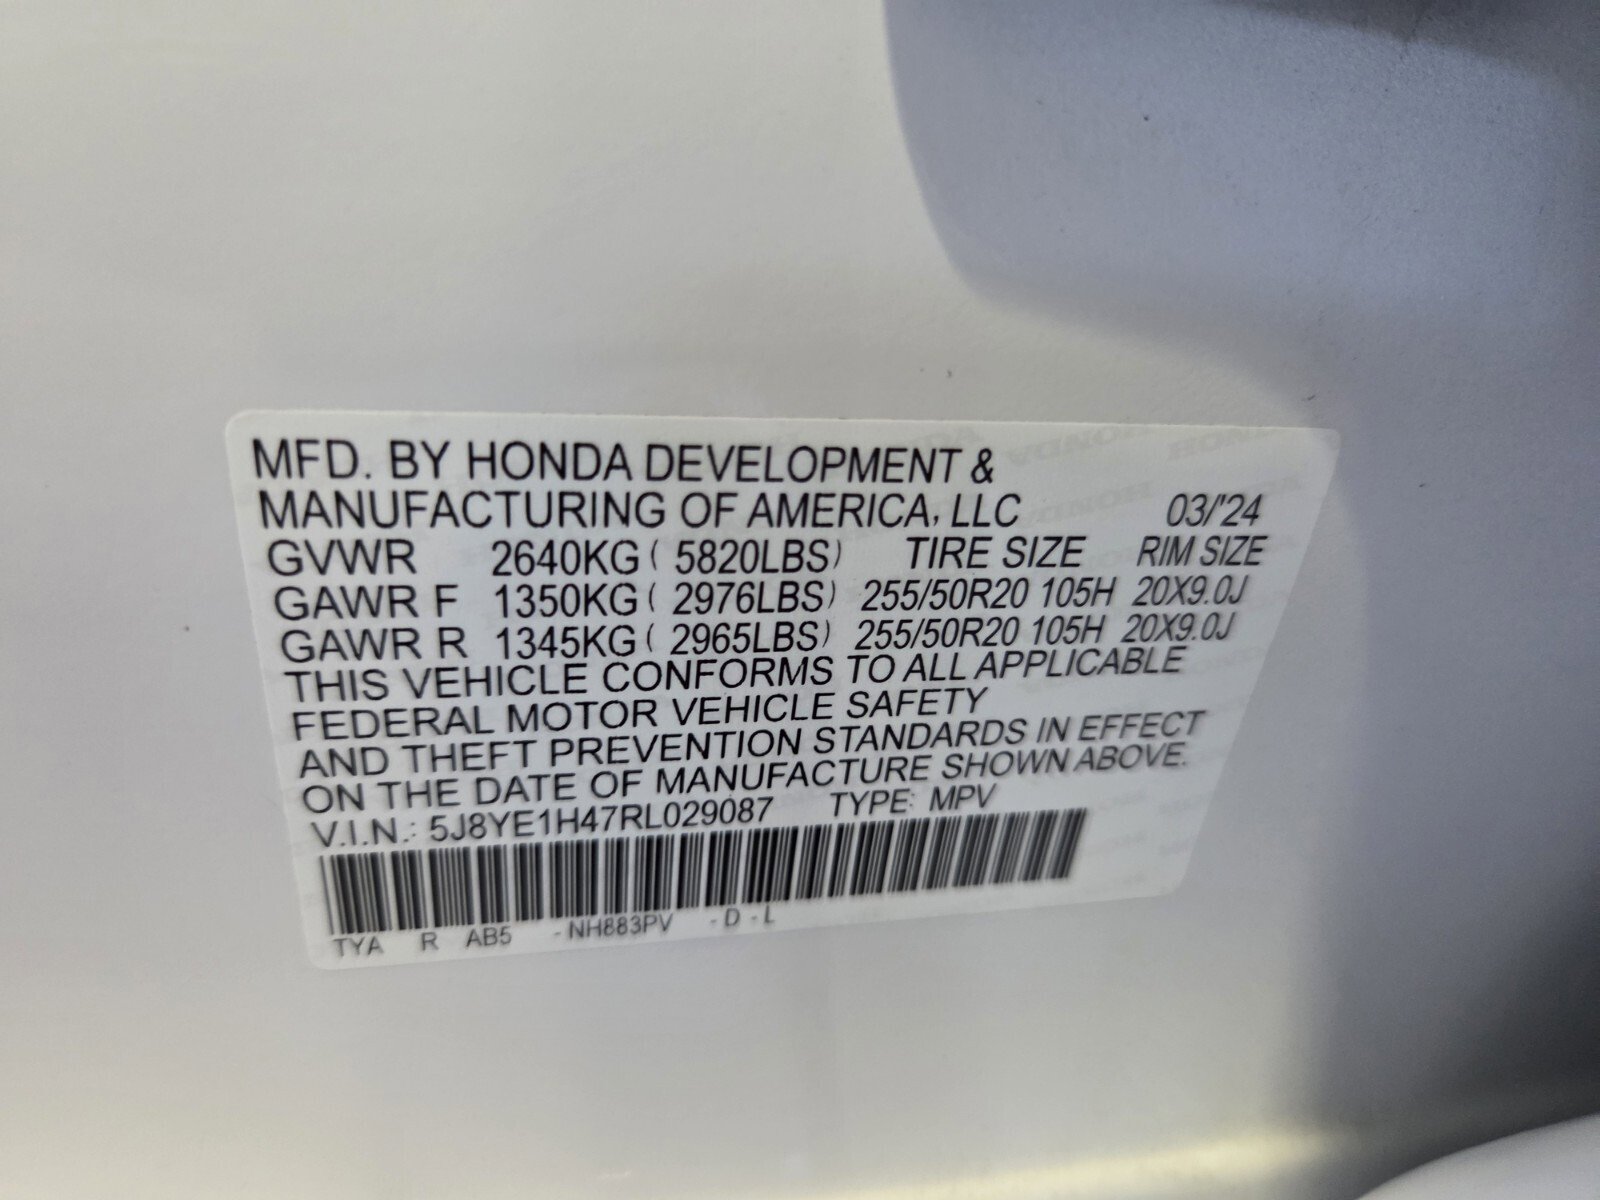 MFD. BY HONDA DEVELOPMENT &
MANUFACTURING OF AMERICA, LLC 03/'24
GVWR 2640KG ( 5820LBS) TIRE SIZE RIM SIZE
GAWR F 1350KG ( 2976LBS) 255/50R20 105H 20X9.0J
GAWR R 1345KG ( 2965LBS) 255/50R20 105H 20X9.0J
THIS VEHICLE CONFORMS TO ALL APPLICABLE
FEDERAL MOTOR VEHICLE SAFETY
AND THEFT PREVENTION STANDARDS IN EFFECT
ON THE DATE OF MANUFACTURE SHOWN ABOVE.
V.I.N.: 5J8YE1H47RL029087 TYPE: MPV
TYA R AB5 -NH883PV -D -L